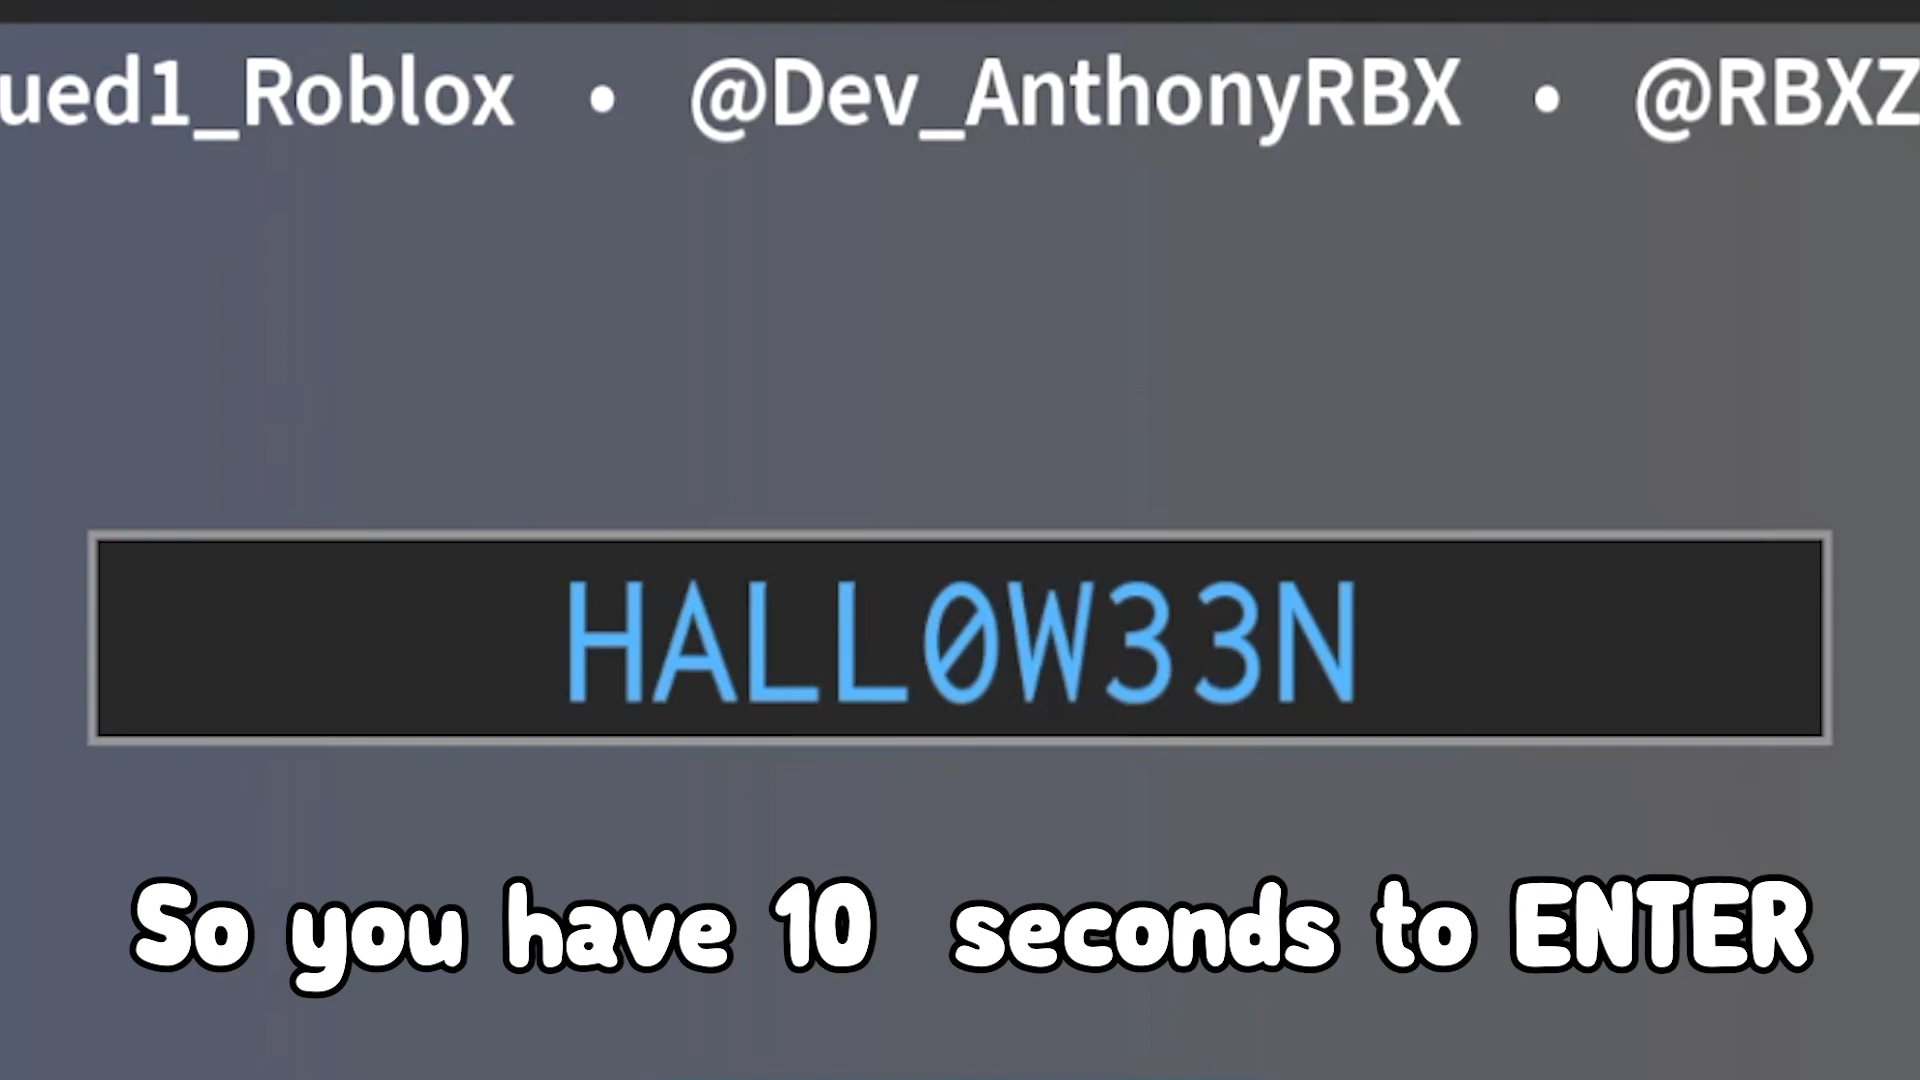 ued1_Roblox • @Dev_AnthonyRBX • @RBXZ
HALL0W33N
So you have 10 seconds to ENTER